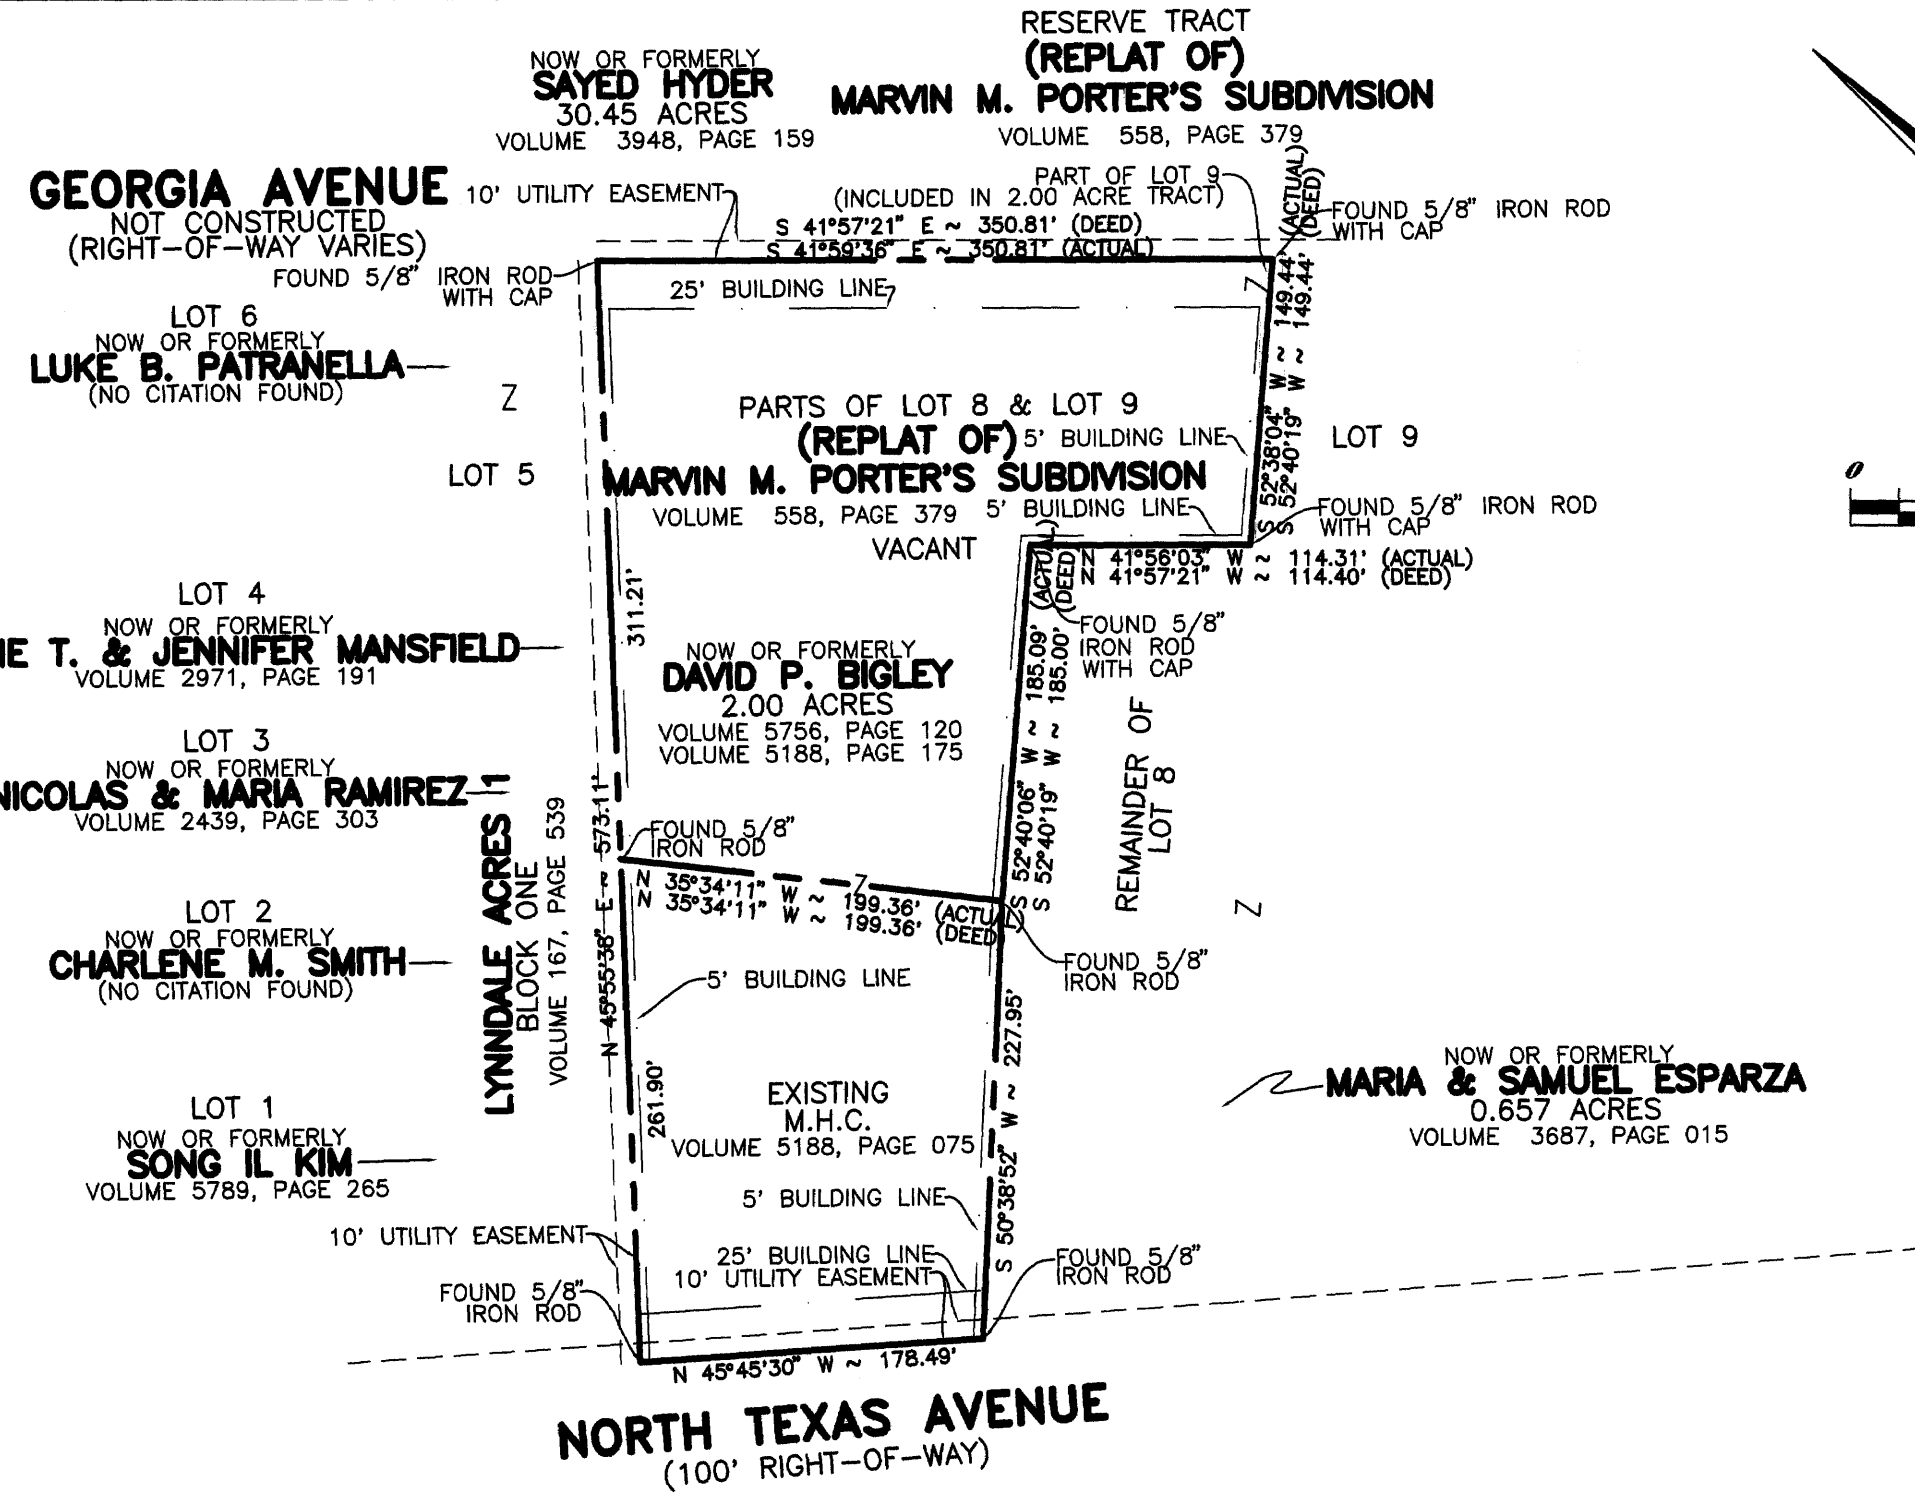 RESERVE TRACT
(REPLAT OF)
MARVIN M. PORTER'S SUBDIVISION
VOLUME 558, PAGE 379
NOW OR FORMERLY
SAYED HYDER
30.45 ACRES
VOLUME 3948, PAGE 159
GEORGIA AVENUE
NOT CONSTRUCTED
(RIGHT-OF-WAY VARIES)
10' UTILITY EASEMENT
PART OF LOT 9
(INCLUDED IN 2.00 ACRE TRACT)
S 41°57'21" E ~ 350.81' (DEED)
S 41°59'36" E ~ 350.81' (ACTUAL)
FOUND 5/8" IRON ROD
WITH CAP
FOUND 5/8" IRON ROD
WITH CAP
25' BUILDING LINE
Z
S 52°38'04" W ~ 149.44' (ACTUAL)
S 52°40'19" W ~ 149.44' (DEED)
LOT 6
NOW OR FORMERLY
LUKE B. PATRANELLA
(NO CITATION FOUND)
Z
LOT 5
PARTS OF LOT 8 & LOT 9
(REPLAT OF)
MARVIN M. PORTER'S SUBDIVISION
VOLUME 558, PAGE 379
VACANT
5' BUILDING LINE
5' BUILDING LINE
LOT 9
0
FOUND 5/8" IRON ROD
WITH CAP
N 41°56'03" W ~ 114.31' (ACTUAL)
N 41°57'21" W ~ 114.40' (DEED)
FOUND 5/8"
IRON ROD
WITH CAP
S 52°40'06" W ~ 185.09' (ACTUAL)
S 52°40'19" W ~ 185.00' (DEED)
LOT 4
NOW OR FORMERLY
IE T. & JENNIFER MANSFIELD
VOLUME 2971, PAGE 191
311.21'
NOW OR FORMERLY
DAVID P. BIGLEY
2.00 ACRES
VOLUME 5756, PAGE 120
VOLUME 5188, PAGE 175
REMAINDER OF
LOT 8
Z
LOT 3
NOW OR FORMERLY
NICOLAS & MARIA RAMIREZ
VOLUME 2439, PAGE 303
LYNNDALE ACRES 1
BLOCK ONE
VOLUME 167, PAGE 539
N 45°55'38" E ~ 573.11'
FOUND 5/8"
IRON ROD
Z
N 35°34'11" W ~ 199.36' (ACTUAL)
N 35°34'11" W ~ 199.36' (DEED)
FOUND 5/8"
IRON ROD
LOT 2
NOW OR FORMERLY
CHARLENE M. SMITH
(NO CITATION FOUND)
5' BUILDING LINE
S 50°38'52" W ~ 227.95'
261.90'
EXISTING
M.H.C.
VOLUME 5188, PAGE 075
NOW OR FORMERLY
MARIA & SAMUEL ESPARZA
0.657 ACRES
VOLUME 3687, PAGE 015
LOT 1
NOW OR FORMERLY
SONG IL KIM
VOLUME 5789, PAGE 265
5' BUILDING LINE
10' UTILITY EASEMENT
25' BUILDING LINE
10' UTILITY EASEMENT
FOUND 5/8"
IRON ROD
FOUND 5/8"
IRON ROD
N 45°45'30" W ~ 178.49'
NORTH TEXAS AVENUE
(100' RIGHT-OF-WAY)